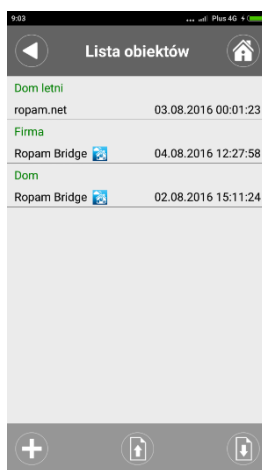 9:03 ... Plus 4G
Lista obiektów
Dom letni
ropam.net 03.08.2016 00:01:23
Firma
Ropam Bridge 04.08.2016 12:27:58
Dom
Ropam Bridge 02.08.2016 15:11:24